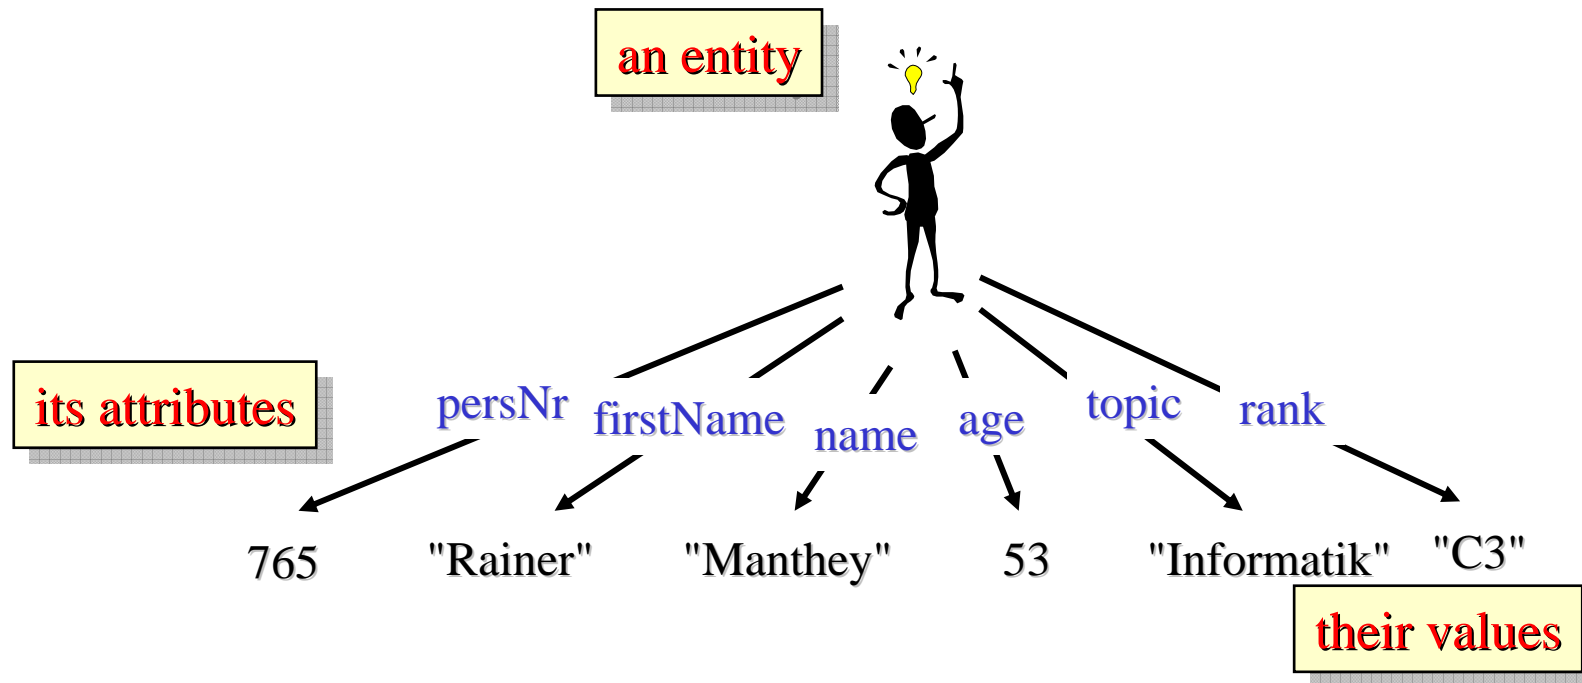 an entity
its attributes
persNr firstName name age topic rank
765 "Rainer" "Manthey" 53 "Informatik" "C3"
their values